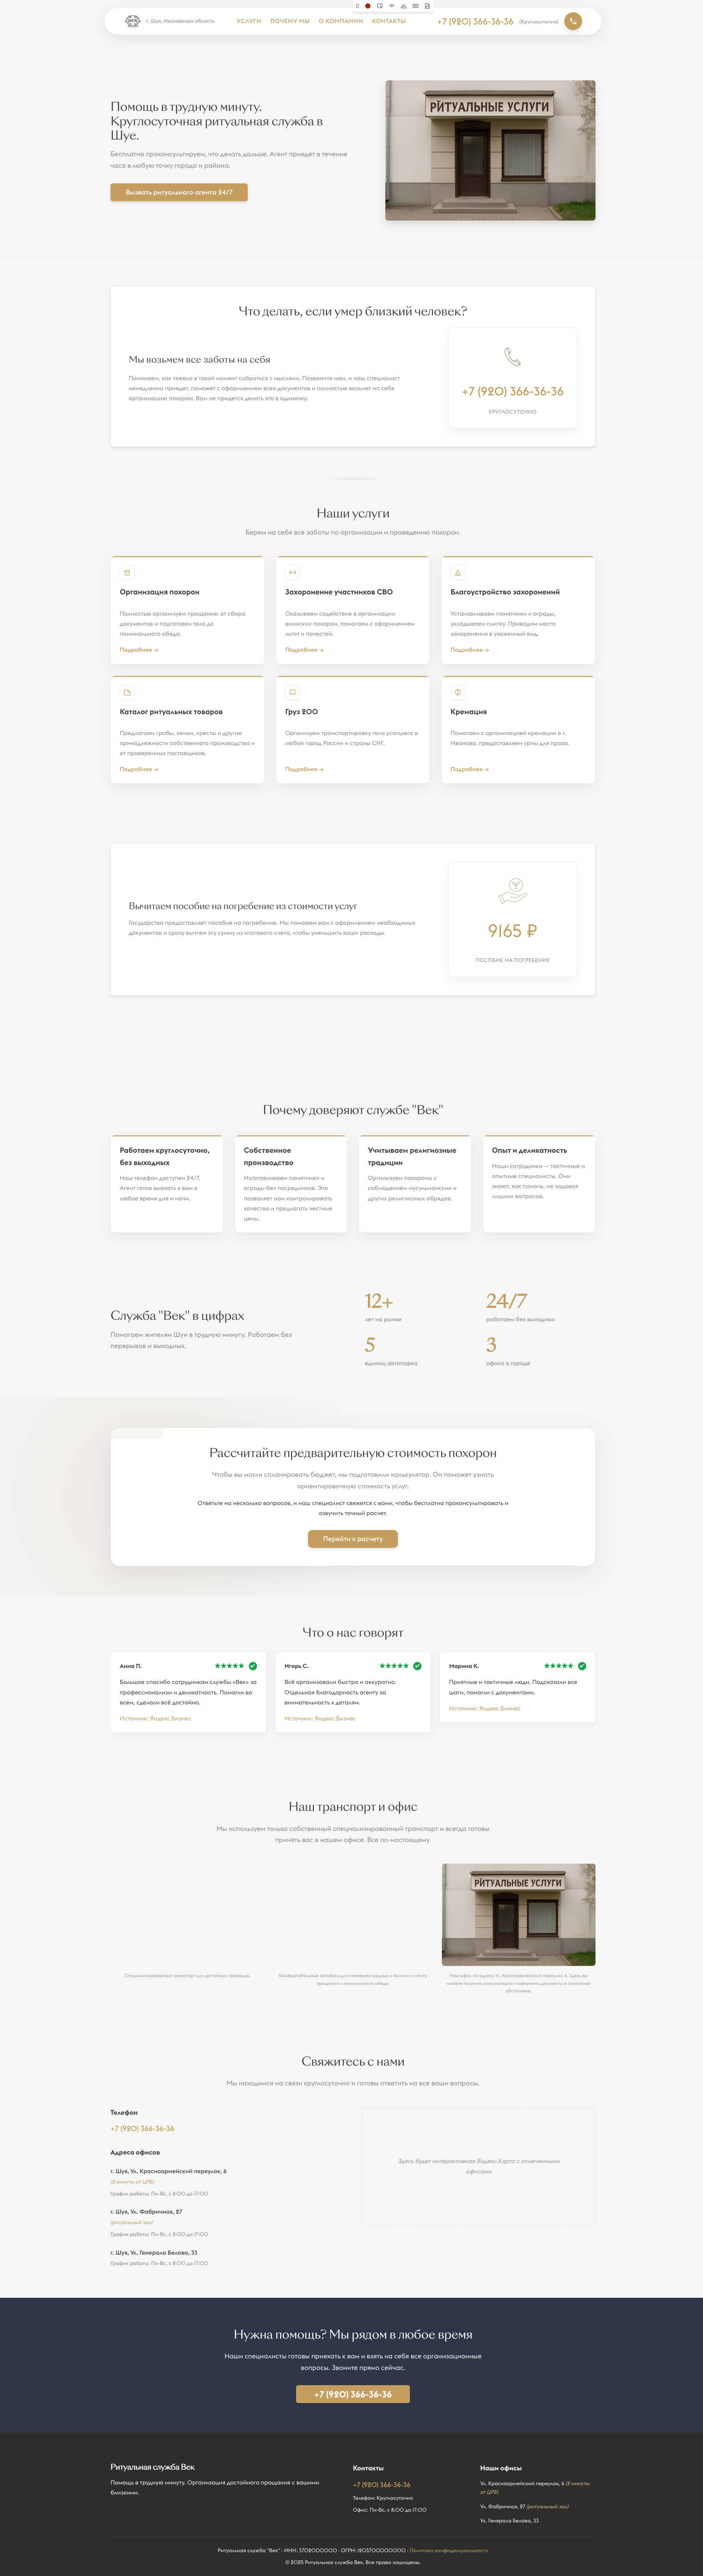 ВЕК
г. Шуя, Ивановская область
УСЛУГИ ПОЧЕМУ МЫ О КОМПАНИИ КОНТАКТЫ
+7 (920) 366-36-36
(Круглосуточно)
Помощь в трудную минуту.
Круглосуточная ритуальная служба в
Шуе.
Бесплатно проконсультируем, что делать дальше. Агент приедет в течение
часа в любую точку города и района.
Вызвать ритуального агента 24/7
РИТУАЛЬНЫЕ УСЛУГИ
Что делать, если умер близкий человек?
Мы возьмем все заботы на себя
Понимаем, как тяжело в такой момент собраться с мыслями. Позвоните нам, и наш специалист
немедленно приедет, поможет с оформлением всех документов и полностью возьмет на себя
организацию похорон. Вам не придется делать это в одиночку.
+7 (920) 366-36-36
КРУГЛОСУТОЧНО
Наши услуги
Берем на себя все заботы по организации и проведению похорон.
Организация похорон
Полностью организуем прощание: от сбора
документов и подготовки тела до
поминального обеда.
Подробнее →
Захоронение участников СВО
Оказываем содействие в организации
воинских похорон, помогаем с оформлением
льгот и почестей.
Подробнее →
Благоустройство захоронений
Устанавливаем памятники и ограды,
укладываем плитку. Приводим место
захоронения в ухоженный вид.
Подробнее →
Каталог ритуальных товаров
Предлагаем гробы, венки, кресты и другие
принадлежности собственного производства и
от проверенных поставщиков.
Подробнее →
Груз 200
Организуем транспортировку тела усопшего в
любой город России и страны СНГ.
Подробнее →
Кремация
Помогаем с организацией кремации в г.
Иваново, предоставляем урны для праха.
Подробнее →
Вычитаем пособие на погребение из стоимости услуг
Государство предоставляет пособие на погребение. Мы поможем вам с оформлением необходимых
документов и сразу вычтем эту сумму из итогового счета, чтобы уменьшить ваши расходы.
9165 ₽
ПОСОБИЕ НА ПОГРЕБЕНИЕ
Почему доверяют службе "Век"
Работаем круглосуточно,
без выходных
Наш телефон доступен 24/7.
Агент готов выехать к вам в
любое время дня и ночи.
Собственное
производство
Изготавливаем памятники и
ограды без посредников. Это
позволяет нам контролировать
качество и предлагать честные
цены.
Учитываем религиозные
традиции
Организуем похороны с
соблюдением мусульманских и
других религиозных обрядов.
Опыт и деликатность
Наши сотрудники — тактичные и
опытные специалисты. Они
знают, как помочь, не задавая
лишних вопросов.
Служба "Век" в цифрах
Помогаем жителям Шуи в трудную минуту. Работаем без
перерывов и выходных.
12+
лет на рынке
24/7
работаем без выходных
5
единиц автопарка
3
офиса в городе
Рассчитайте предварительную стоимость похорон
Чтобы вы могли спланировать бюджет, мы подготовили калькулятор. Он поможет узнать
ориентировочную стоимость услуг.
Ответьте на несколько вопросов, и наш специалист свяжется с вами, чтобы бесплатно проконсультировать и
озвучить точный расчет.
Перейти к расчету
Что о нас говорят
Анна П.
Большое спасибо сотрудникам службы «Век» за
профессионализм и деликатность. Помогли во
всем, сделали всё достойно.
Источник: Яндекс.Бизнес
Игорь С.
Всё организовали быстро и аккуратно.
Отдельная благодарность агенту за
внимательность к деталям.
Источник: Яндекс.Бизнес
Марина К.
Приятные и тактичные люди. Подсказали все
шаги, помогли с документами.
Источник: Яндекс.Бизнес
Наш транспорт и офис
Мы используем только собственный специализированный транспорт и всегда готовы
принять вас в нашем офисе. Все по-настоящему.
РИТУАЛЬНЫЕ УСЛУГИ
Специализированный транспорт для достойных проводов.
Комфортабельные автобусы для перевозки родных и близких к месту
прощания и поминального обеда.
Наш офис по адресу: Ул. Красноармейский переулок, 6. Здесь вы
сможете получить консультацию и оформить документы в спокойной
обстановке.
Свяжитесь с нами
Мы находимся на связи круглосуточно и готовы ответить на все ваши вопросы.
Телефон
+7 (920) 366-36-36
Адреса офисов
г. Шуя, Ул. Красноармейский переулок, 6
(2 минуты от ЦРБ)
График работы: Пн-Вс, с 8:00 до 17:00
г. Шуя, Ул. Фабричная, 27
(ритуальный зал)
График работы: Пн-Вс, с 8:00 до 17:00
г. Шуя, Ул. Генерала Белова, 33
График работы: Пн-Вс, с 8:00 до 17:00
Здесь будет интерактивная Яндекс.Карта с отмеченными
офисами
Нужна помощь? Мы рядом в любое время
Наши специалисты готовы приехать к вам и взять на себя все организационные
вопросы. Звоните прямо сейчас.
+7 (920) 366-36-36
Ритуальная служба Век
Помощь в трудную минуту. Организация достойного прощания с вашими
близкими.
Контакты
+7 (920) 366-36-36
Телефон: Круглосуточно
Офис: Пн-Вс, с 8:00 до 17:00
Наши офисы
Ул. Красноармейский переулок, 6 (2 минуты
от ЦРБ)
Ул. Фабричная, 27 (ритуальный зал)
Ул. Генерала Белова, 33
Ритуальная служба "Век" · ИНН: 3702000000 · ОГРН: 1203700000000 · Политика конфиденциальности
© 2025 Ритуальная служба Век. Все права защищены.